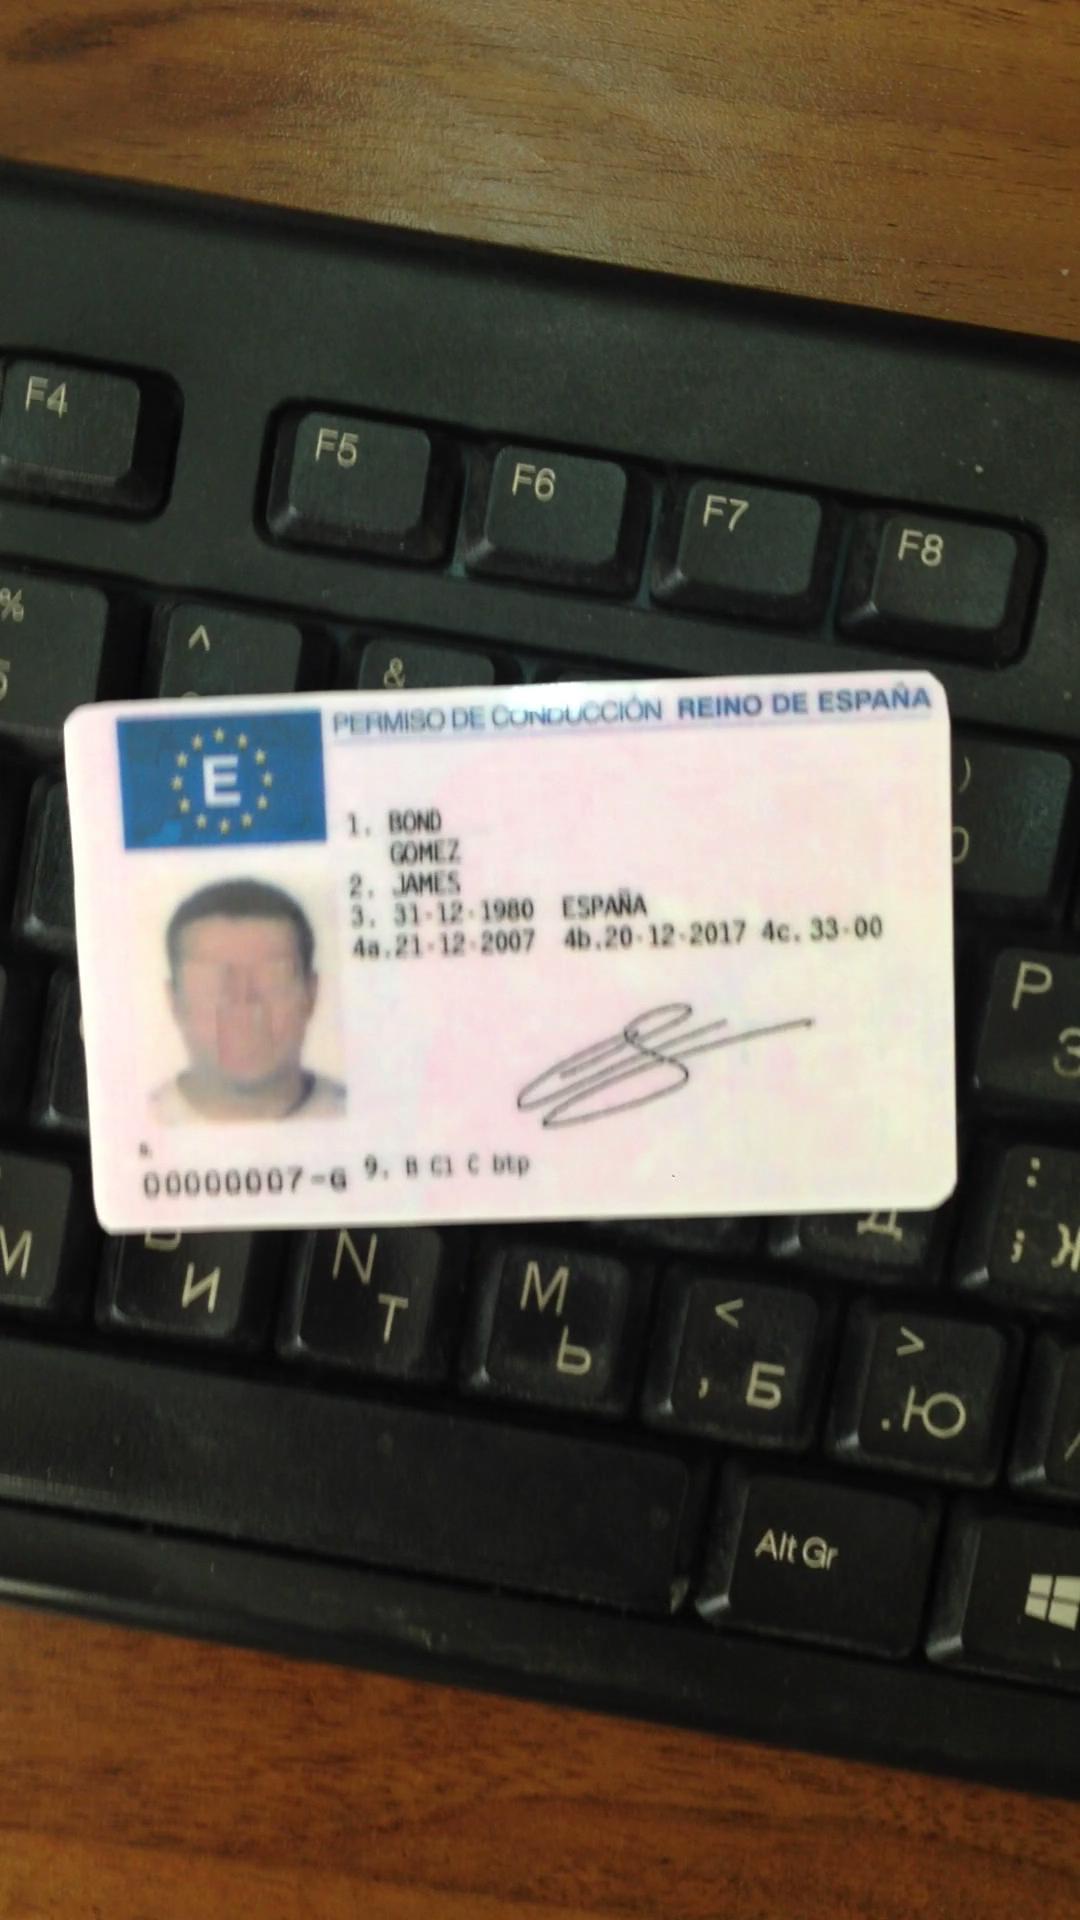 F4
F5
F6
F7
F8
%
5
^
&
)
0
PERMISO DE CONDUCCIÓN REINO DE ESPAÑA
E
1. BOND
GOMEZ
2. JAMES
3. 31-12-1980 ESPAÑA
4a.21-12-2007 4b.20-12-2017 4c. 33-00
00000007-G 9. B C1 C btp
P
З
:
; Ж
Д
М
И
N
Т
M
Ь
<
, Б
>
. Ю
Alt Gr